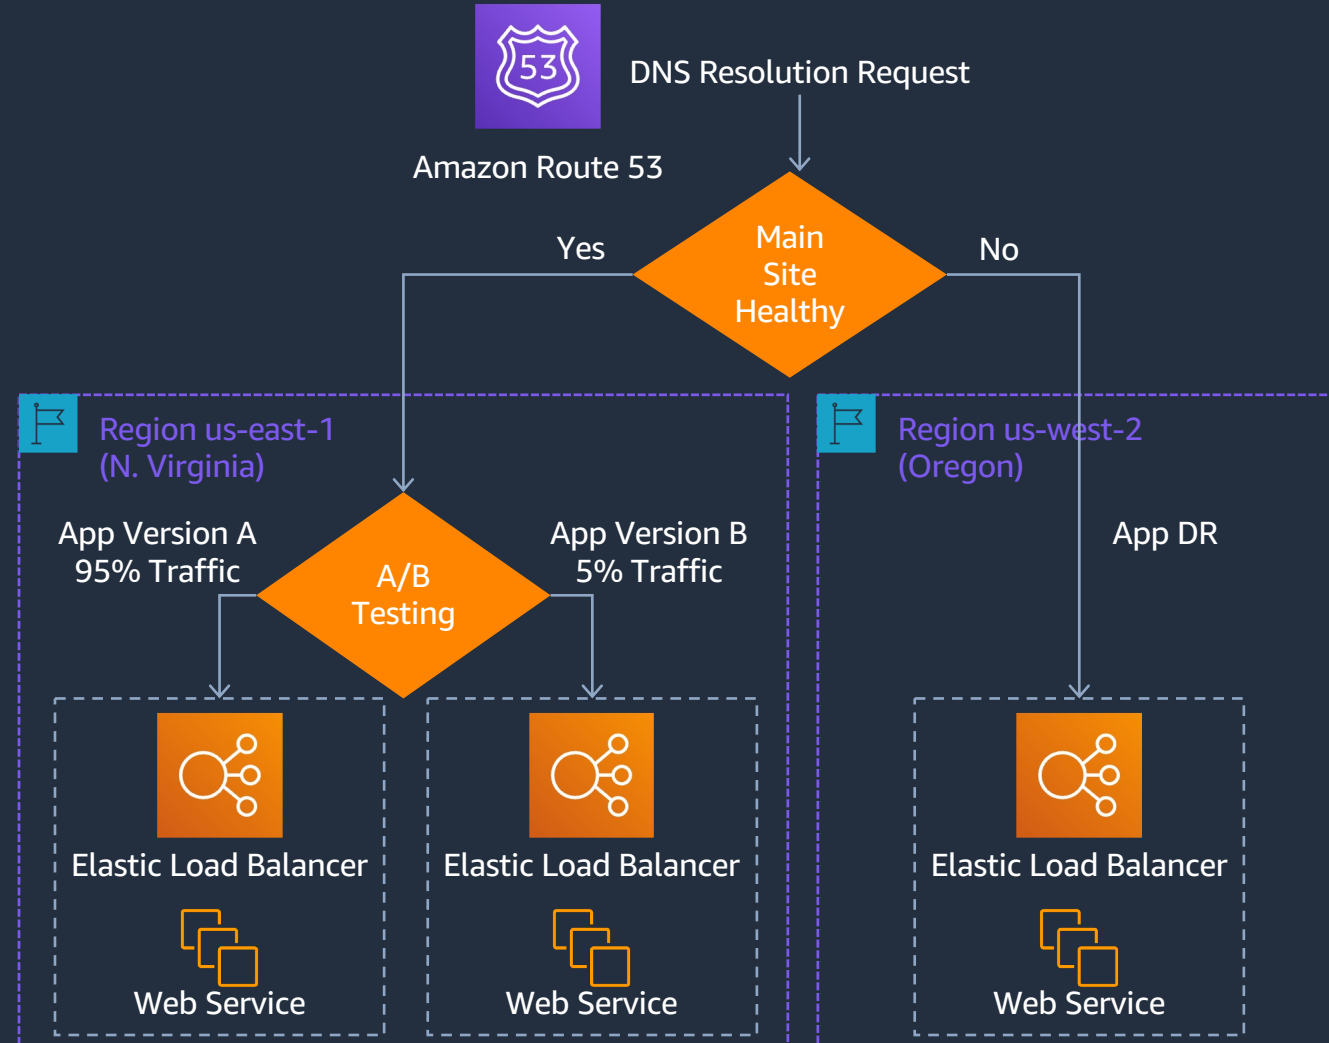 53
DNS Resolution Request
Amazon Route 53
Main
Site
Healthy
Yes
No
Region us-east-1
(N. Virginia)
Region us-west-2
(Oregon)
App Version A
95% Traffic
A/B
Testing
App Version B
5% Traffic
App DR
Elastic Load Balancer
Web Service
Elastic Load Balancer
Web Service
Elastic Load Balancer
Web Service